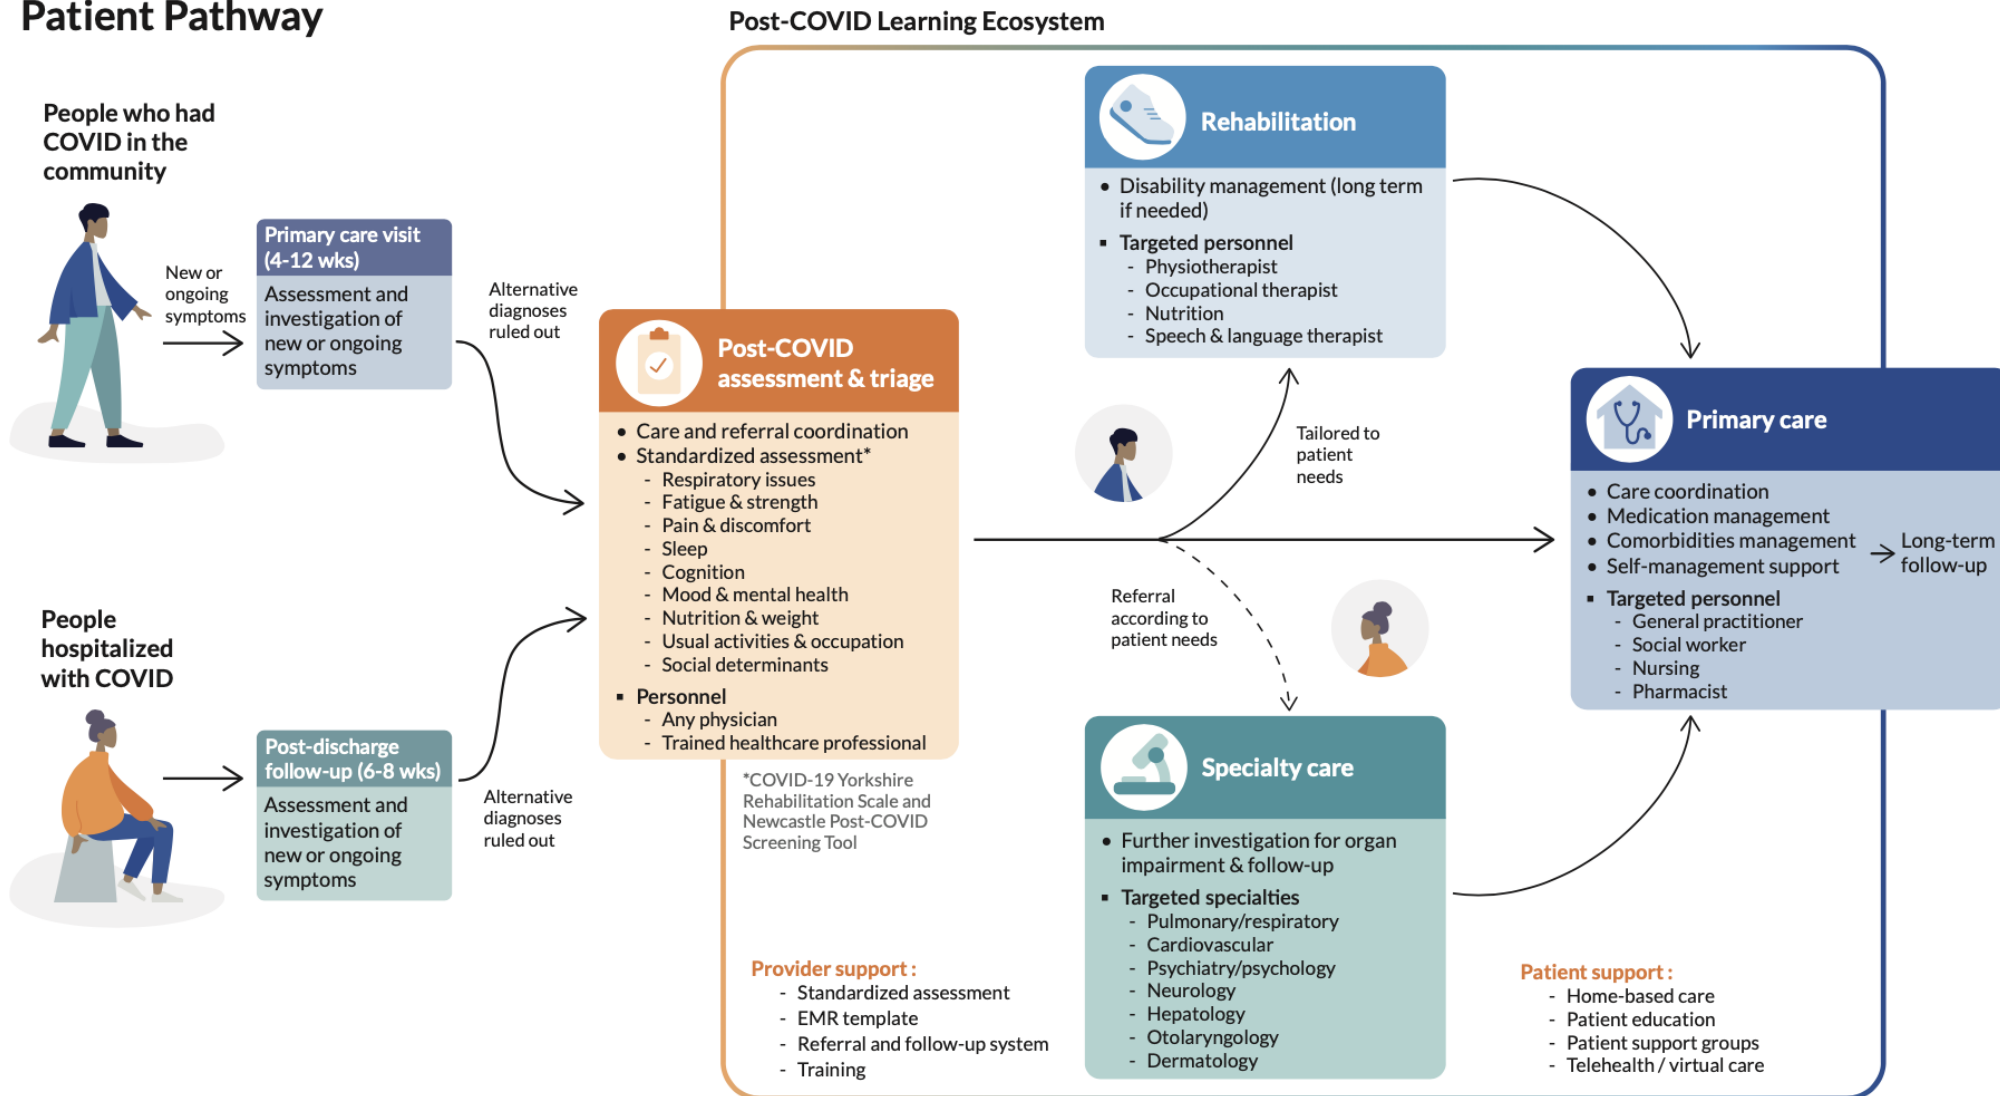 Patient Pathway
Post-COVID Learning Ecosystem
People who had
COVID in the
community
New or
ongoing
symptoms
Primary care visit
(4-12 wks)
Assessment and
investigation of
new or ongoing
symptoms
Alternative
diagnoses
ruled out
People
hospitalized
with COVID
Post-discharge
follow-up (6-8 wks)
Assessment and
investigation of
new or ongoing
symptoms
Alternative
diagnoses
ruled out
Post-COVID
assessment & triage
• Care and referral coordination
• Standardized assessment*
- Respiratory issues
- Fatigue & strength
- Pain & discomfort
- Sleep
- Cognition
- Mood & mental health
- Nutrition & weight
- Usual activities & occupation
- Social determinants
▪ Personnel
- Any physician
- Trained healthcare professional
*COVID-19 Yorkshire
Rehabilitation Scale and
Newcastle Post-COVID
Screening Tool
Provider support :
- Standardized assessment
- EMR template
- Referral and follow-up system
- Training
Rehabilitation
• Disability management (long term
if needed)
▪ Targeted personnel
- Physiotherapist
- Occupational therapist
- Nutrition
- Speech & language therapist
Tailored to
patient
needs
Referral
according to
patient needs
Specialty care
• Further investigation for organ
impairment & follow-up
▪ Targeted specialties
- Pulmonary/respiratory
- Cardiovascular
- Psychiatry/psychology
- Neurology
- Hepatology
- Otolaryngology
- Dermatology
Primary care
• Care coordination
• Medication management
• Comorbidities management
• Self-management support
▪ Targeted personnel
- General practitioner
- Social worker
- Nursing
- Pharmacist
Long-term
follow-up
Patient support :
- Home-based care
- Patient education
- Patient support groups
- Telehealth / virtual care